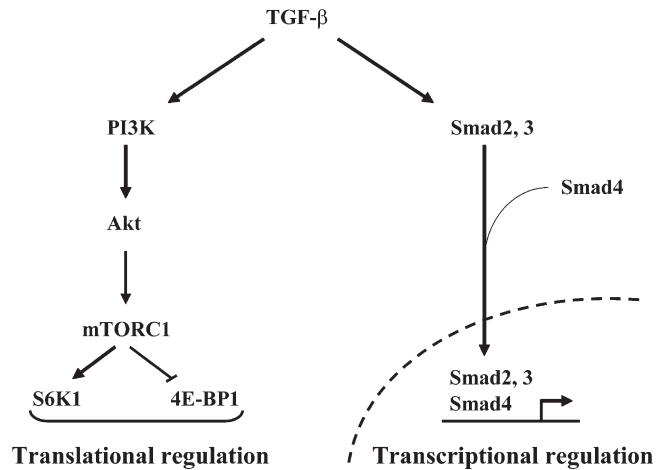 TGF-β
PI3K
Smad2, 3
Smad4
Akt
mTORC1
S6K1
4E-BP1
Smad2, 3
Smad4
Translational regulation
Transcriptional regulation